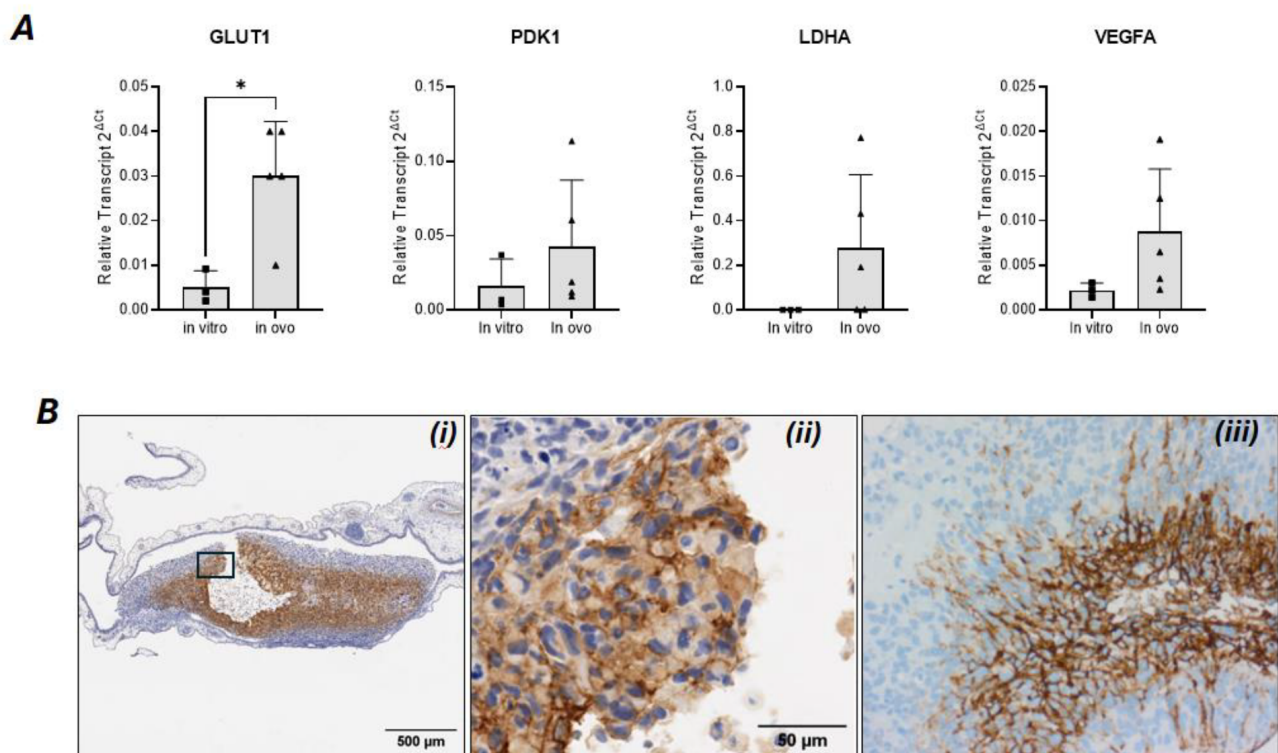 A
GLUT1
PDK1
LDHA
VEGFA
Relative Transcript 2^ΔCt
0.05
0.04
0.03
0.02
0.01
0.00
*
in vitro
in ovo
Relative Transcript 2^ΔCt
0.15
0.10
0.05
0.00
In vitro
In ovo
Relative Transcript 2^ΔCt
1.0
0.8
0.6
0.4
0.2
0.0
In vitro
In ovo
Relative Transcript 2^ΔCt
0.025
0.020
0.015
0.010
0.005
0.000
In vitro
In ovo
B
(i)
500 µm
(ii)
50 µm
(iii)